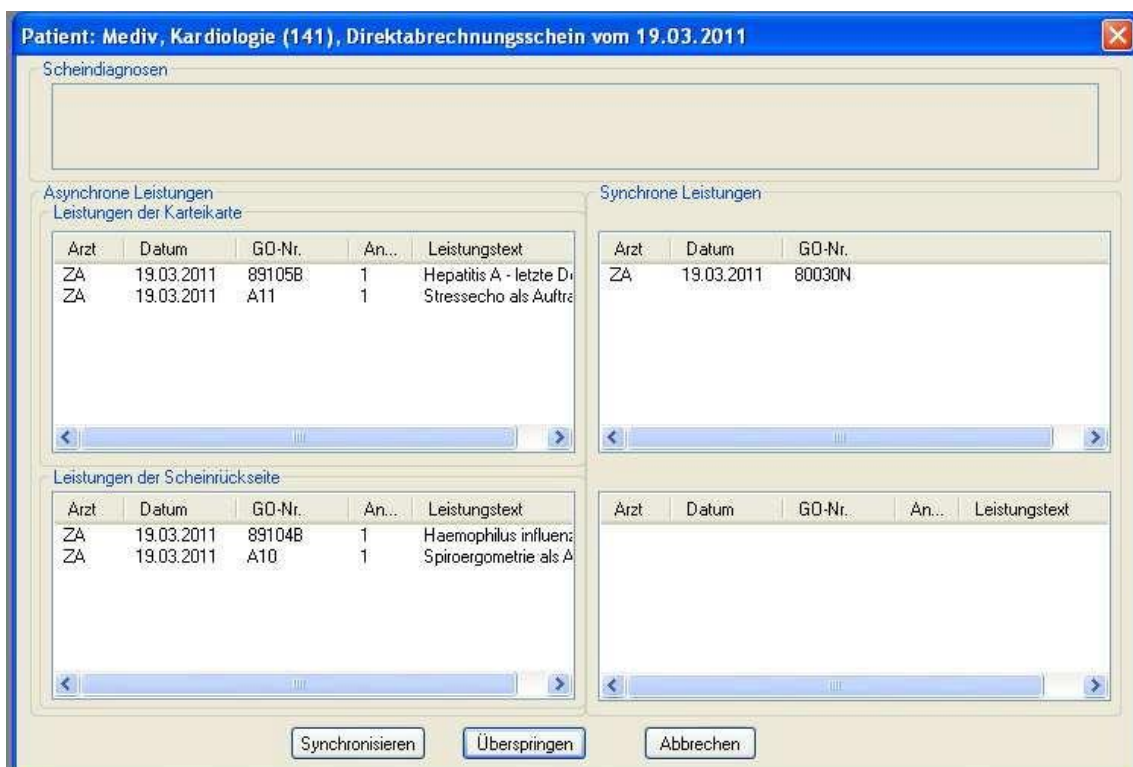 Patient: Mediv, Kardiologie (141), Direktabrechnungsschein vom 19.03.2011
Scheindiagnosen
Asynchrone Leistungen
Leistungen der Karteikarte
Arzt Datum GO-Nr. An... Leistungstext
ZA 19.03.2011 89105B 1 Hepatitis A - letzte D
ZA 19.03.2011 A11 1 Stressecho als Auftra
Synchrone Leistungen
Arzt Datum GO-Nr.
ZA 19.03.2011 80030N
Leistungen der Scheinrückseite
Arzt Datum GO-Nr. An... Leistungstext
ZA 19.03.2011 89104B 1 Haemophilus influenz
ZA 19.03.2011 A10 1 Spiroergometrie als A
Arzt Datum GO-Nr. An... Leistungstext
Synchronisieren Überspringen Abbrechen